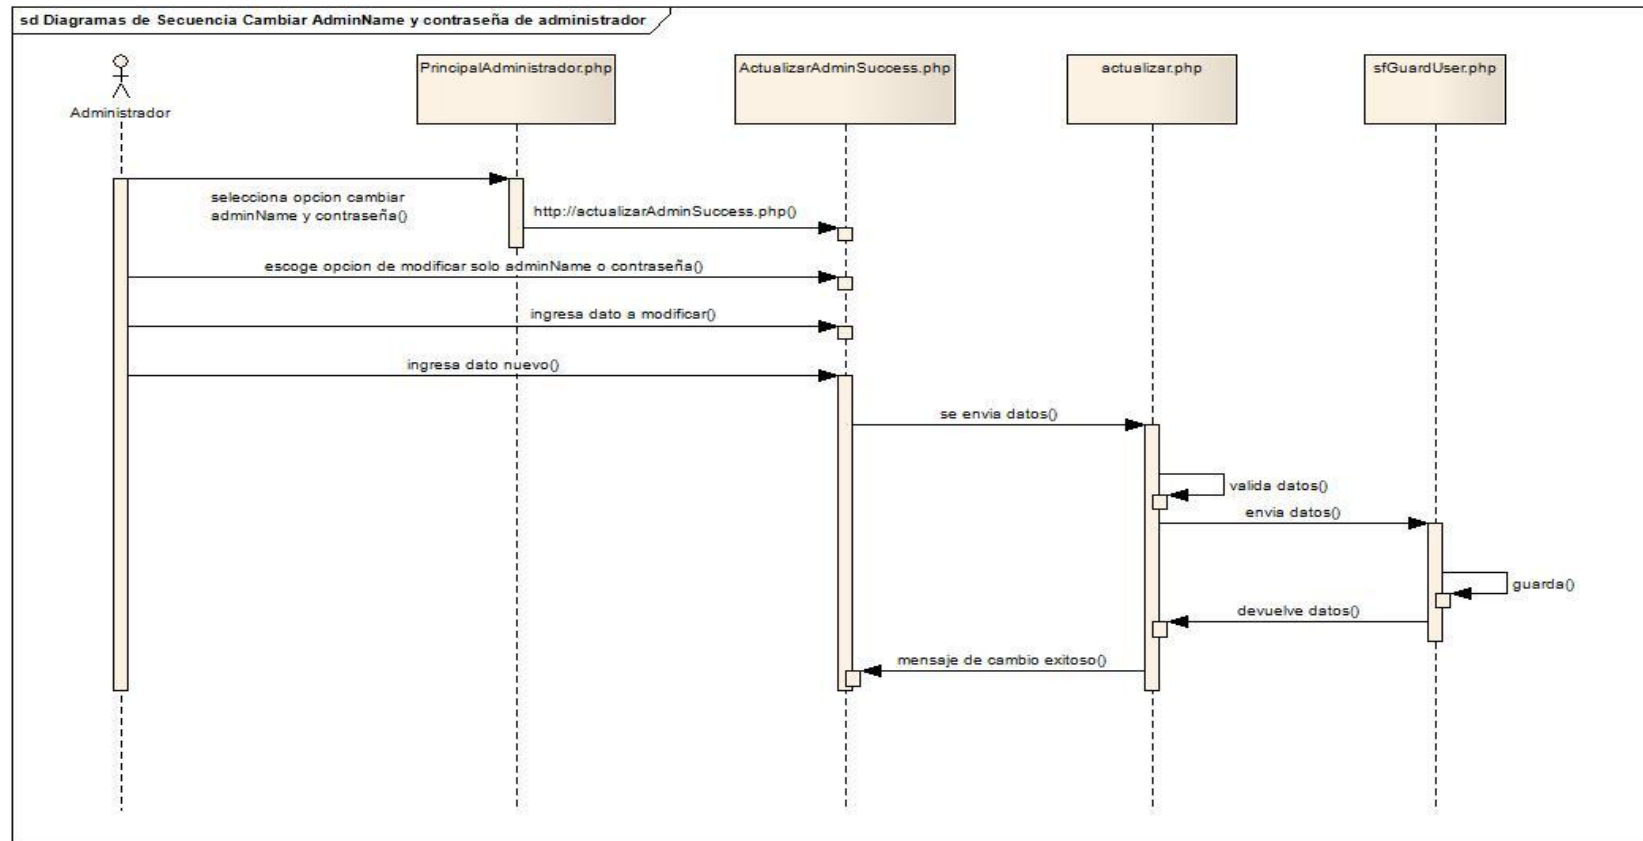 sd Diagramas de Secuencia Cambiar AdminName y contraseña de administrador
Administrador
PrincipalAdministrador.php
ActualizarAdminSuccess.php
actualizar.php
sfGuardUser.php
selecciona opcion cambiar
adminName y contraseña()
http://actualizarAdminSuccess.php()
escoge opcion de modificar solo adminName o contraseña()
ingresa dato a modificar()
ingresa dato nuevo()
se envia datos()
valida datos()
envia datos()
guarda()
devuelve datos()
mensaje de cambio exitoso()